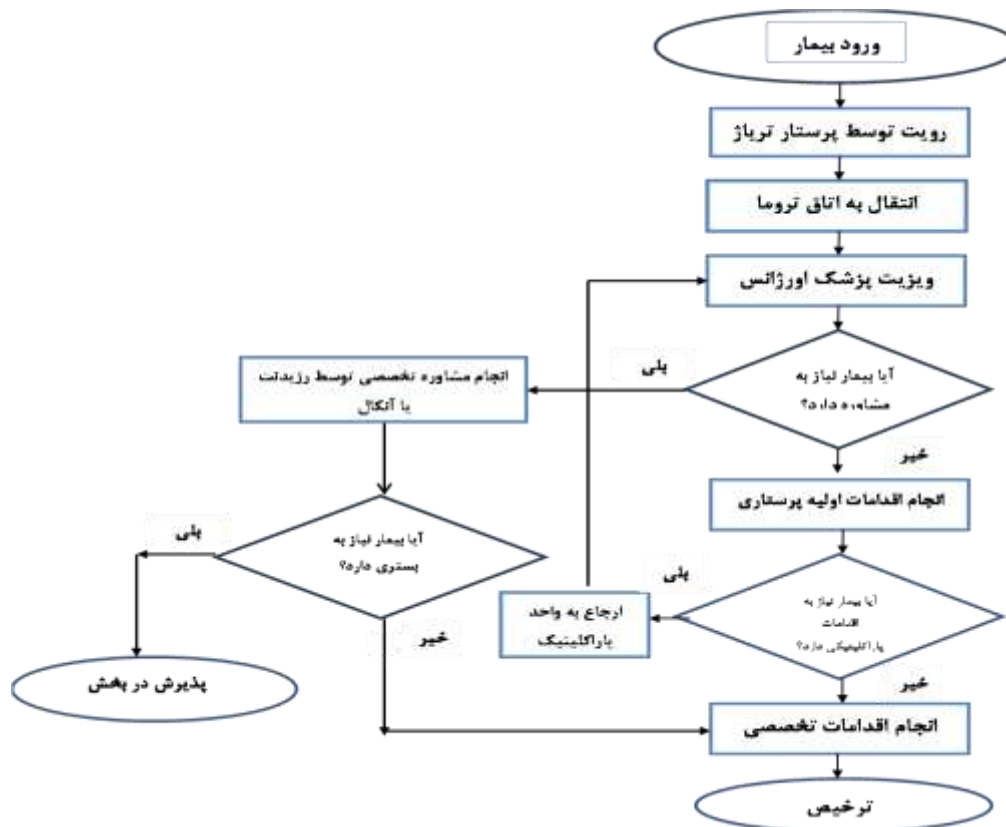 ورود بیمار
رویت توسط پرستار تریاژ
انتقال به اتاق تروما
ویزیت پزشک اورژانس
آیا بیمار نیاز به
مشاوره دارد؟
بلی
انجام مشاوره تخصصی توسط رزیدنت
یا آنکال
خیر
انجام اقدامات اولیه پرستاری
آیا بیمار نیاز به
بستری دارد؟
بلی
پذیرش در بخش
خیر
آیا بیمار نیاز به
اقدامات
پاراکلینیکی دارد؟
بلی
ارجاع به واحد
پاراکلینیک
خیر
انجام اقدامات تخصصی
ترخیص